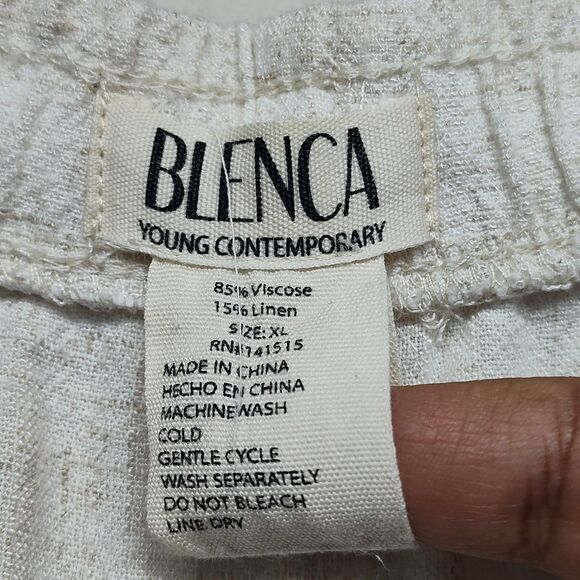 BLENCA
YOUNG CONTEMPORARY
85% Viscose
15% Linen
SIZE: XL
RN# 141515
MADE IN CHINA
HECHO EN CHINA
MACHINE WASH
COLD
GENTLE CYCLE
WASH SEPARATELY
DO NOT BLEACH
LINE DRY